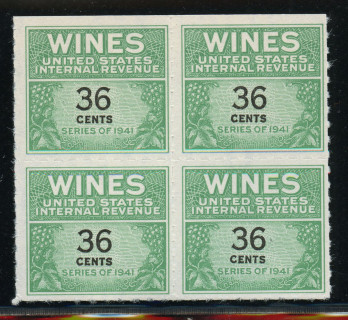 WINES
UNITED STATES
INTERNAL REVENUE
36
CENTS
SERIES OF 1941
WINES
UNITED STATES
INTERNAL REVENUE
36
CENTS
SERIES OF 1941
WINES
UNITED STATES
INTERNAL REVENUE
36
CENTS
SERIES OF 1941
WINES
UNITED STATES
INTERNAL REVENUE
36
CENTS
SERIES OF 1941